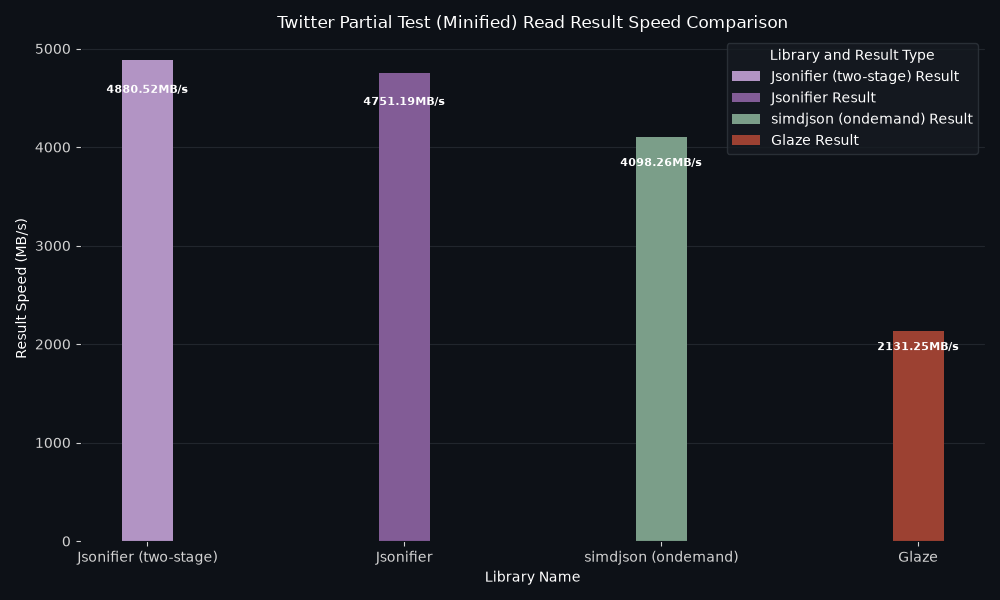 Twitter Partial Test (Minified) Read Result Speed Comparison
Library and Result Type
Jsonifier (two-stage) Result
Jsonifier Result
simdjson (ondemand) Result
Glaze Result
Result Speed (MB/s)
5000
4000
3000
2000
1000
0
4880.52MB/s
4751.19MB/s
4098.26MB/s
2131.25MB/s
Jsonifier (two-stage)
Jsonifier
simdjson (ondemand)
Glaze
Library Name